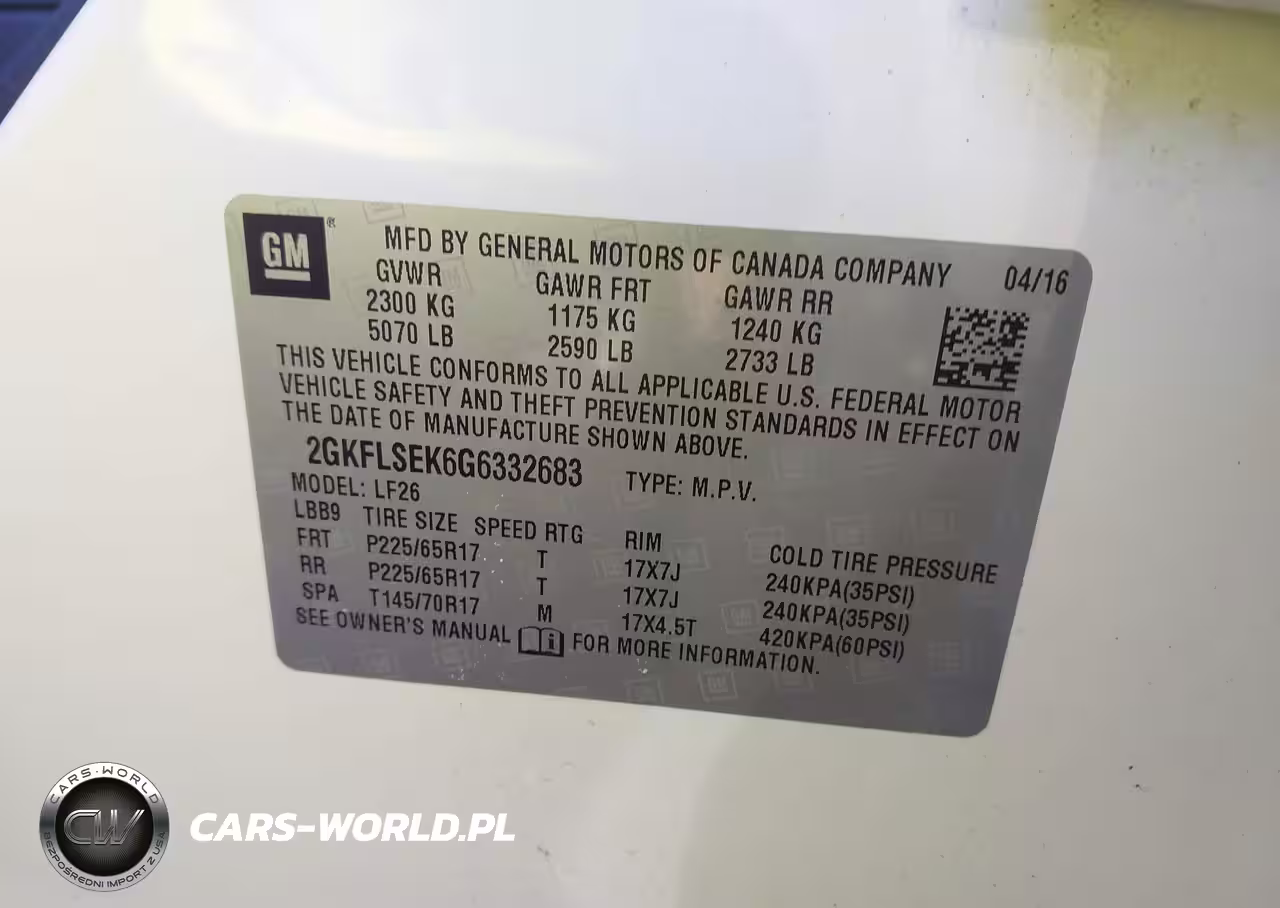 GM ®
MFD BY GENERAL MOTORS OF CANADA COMPANY 04/16
GVWR GAWR FRT GAWR RR
2300 KG 1175 KG 1240 KG
5070 LB 2590 LB 2733 LB
THIS VEHICLE CONFORMS TO ALL APPLICABLE U.S. FEDERAL MOTOR
VEHICLE SAFETY AND THEFT PREVENTION STANDARDS IN EFFECT ON
THE DATE OF MANUFACTURE SHOWN ABOVE.
2GKFLSEK6G6332683 TYPE: M.P.V.
MODEL: LF26
LBB9 TIRE SIZE SPEED RTG RIM COLD TIRE PRESSURE
FRT P225/65R17 T 17X7J 240KPA(35PSI)
RR P225/65R17 T 17X7J 240KPA(35PSI)
SPA T145/70R17 M 17X4.5T 420KPA(60PSI)
SEE OWNER'S MANUAL i FOR MORE INFORMATION.
CARS-WORLD
CW
BEZPOŚREDNI IMPORT Z USA
CARS-WORLD.PL